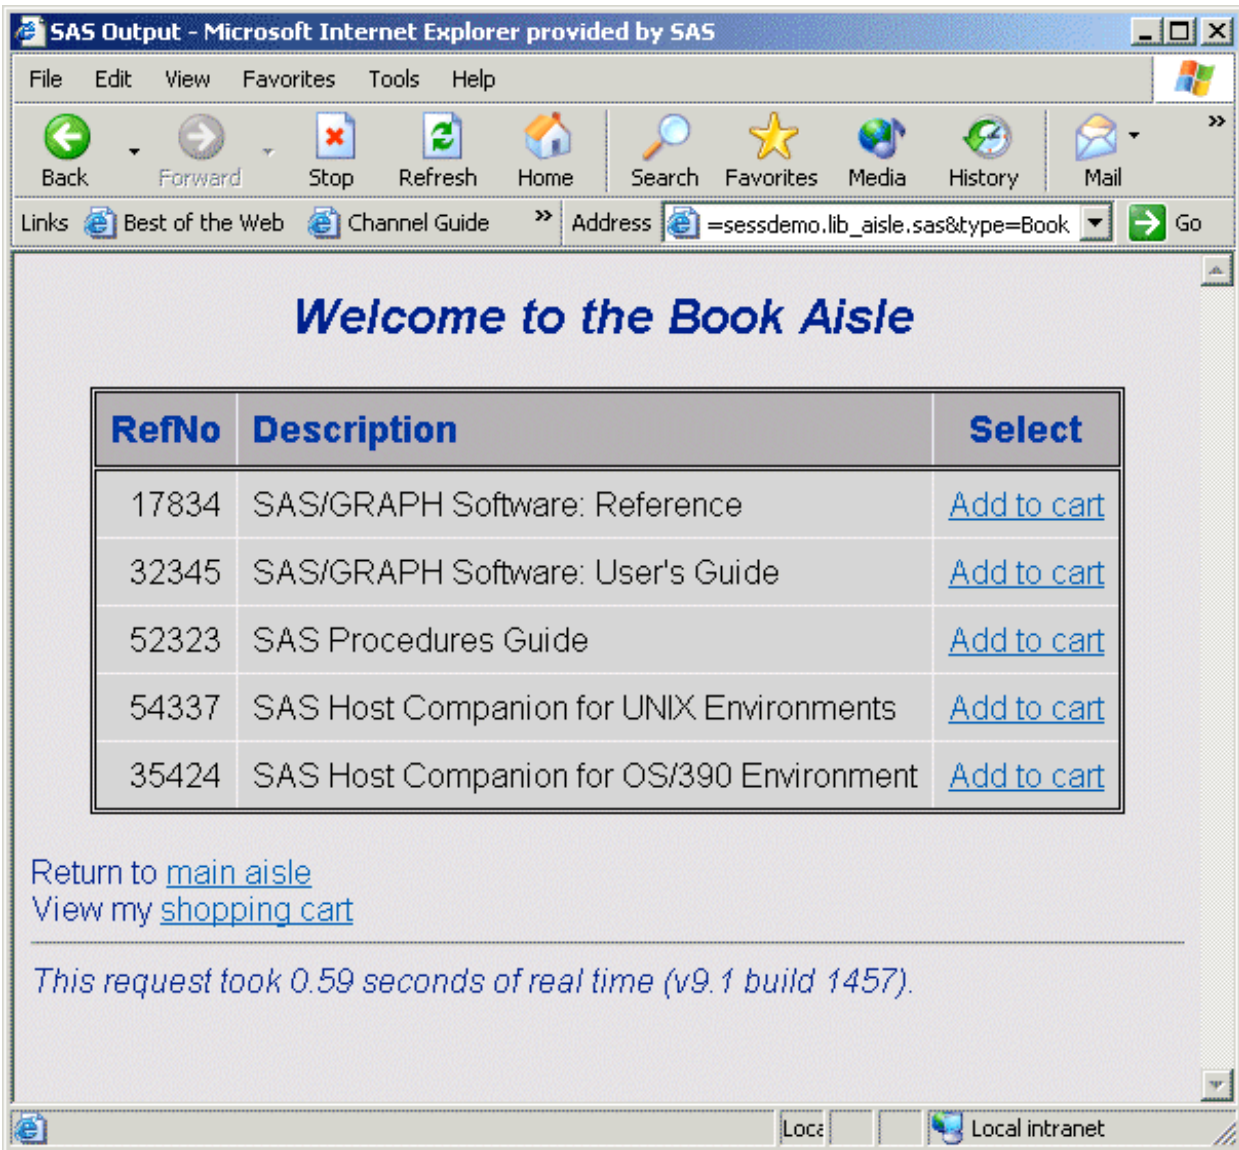 SAS Output - Microsoft Internet Explorer provided by SAS
File Edit View Favorites Tools Help
Back Forward Stop Refresh Home Search Favorites Media History Mail »
Links Best of the Web Channel Guide » Address =sessdemo.lib_aisle.sas&type=Book Go
Welcome to the Book Aisle
RefNo Description Select
17834 SAS/GRAPH Software: Reference Add to cart
32345 SAS/GRAPH Software: User's Guide Add to cart
52323 SAS Procedures Guide Add to cart
54337 SAS Host Companion for UNIX Environments Add to cart
35424 SAS Host Companion for OS/390 Environment Add to cart
Return to main aisle
View my shopping cart
This request took 0.59 seconds of real time (v9.1 build 1457).
Local intranet